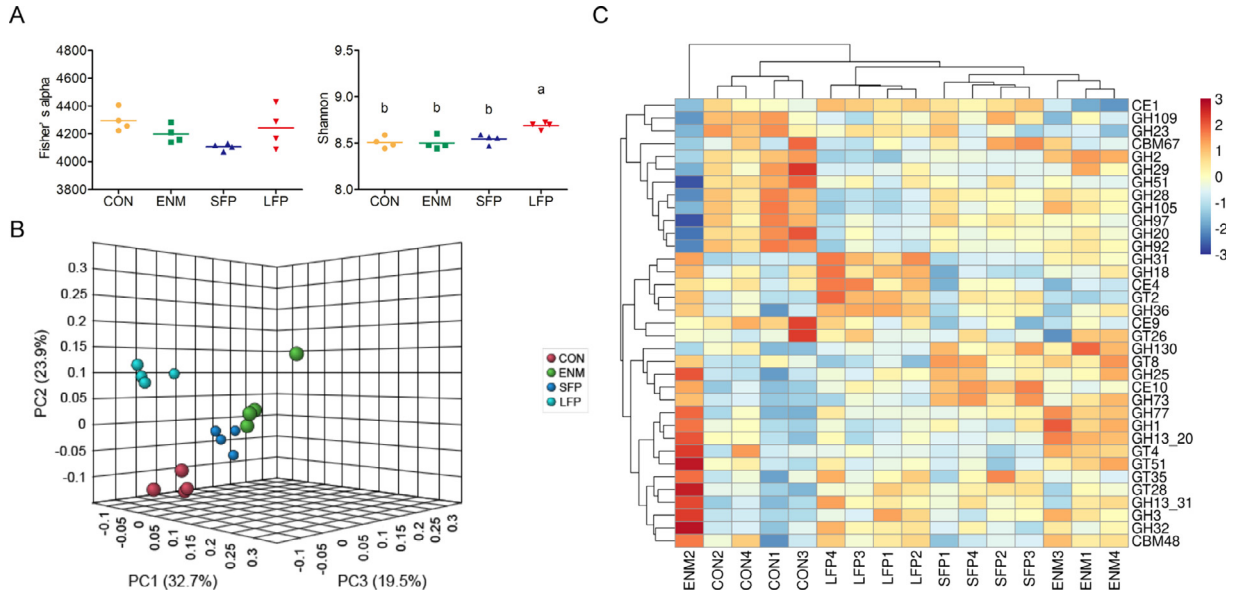 A
4800
4600
4400
4200
4000
3800
Fisher´s alpha
CON
ENM
SFP
LFP
9.5
9.0
8.5
8.0
Shannon
b
b
b
a
CON
ENM
SFP
LFP
B
0.3
0.25
0.2
0.15
0.1
0.05
0
-0.05
-0.1
PC2 (23.9%)
-0.1
-0.05
0
0.05
0.1
0.15
0.2
0.25
0.3
PC1 (32.7%)
-0.1
-0.05
0
0.05
0.1
0.15
0.2
0.25
0.3
PC3 (19.5%)
CON
ENM
SFP
LFP
C
CE1
GH109
GH23
CBM67
GH2
GH29
GH51
GH28
GH105
GH97
GH20
GH92
GH31
GH18
CE4
GT2
GH36
CE9
GT26
GH130
GT8
GH25
CE10
GH73
GH77
GH1
GH13_20
GT4
GT51
GT35
GT28
GH13_31
GH3
GH32
CBM48
ENM2
CON2
CON4
CON1
CON3
LFP4
LFP3
LFP1
LFP2
SFP1
SFP4
SFP2
SFP3
ENM3
ENM1
ENM4
3
2
1
0
-1
-2
-3